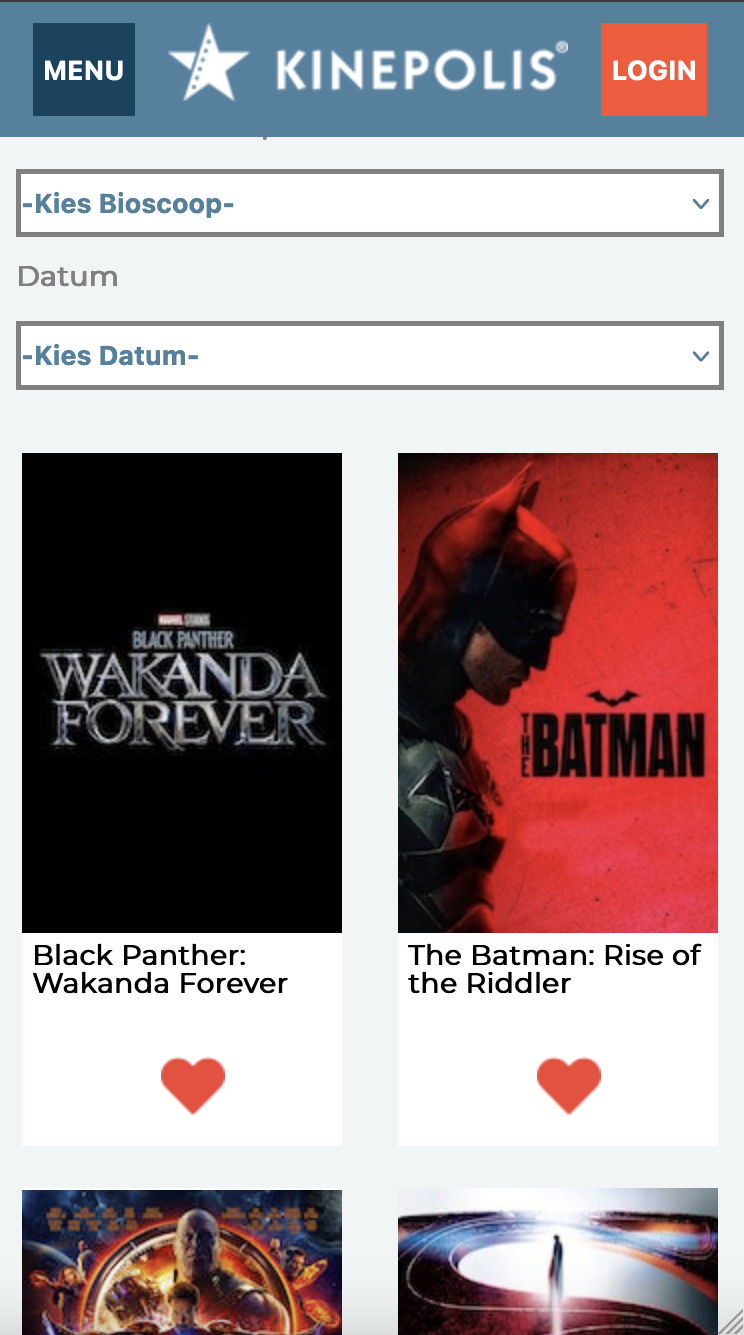 MENU
KINEPOLIS®
LOGIN
-Kies Bioscoop-
Datum
-Kies Datum-
MARVEL STUDIOS
BLACK PANTHER
WAKANDA
FOREVER
THE BATMAN
Black Panther:
Wakanda Forever
The Batman: Rise of
the Riddler